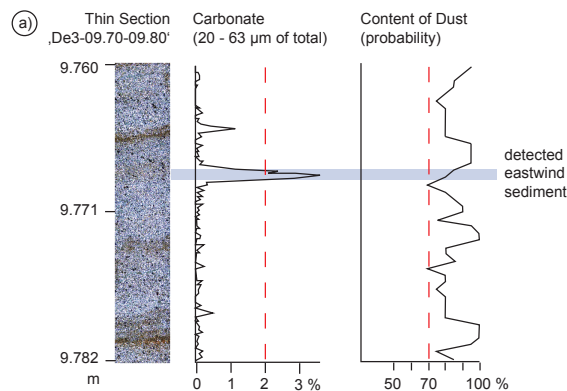 a)
Thin Section
‚De3-09.70-09.80‘
Carbonate
(20 - 63 µm of total)
Content of Dust
(probability)
9.760
9.771
9.782
m
detected
eastwind
sediment
0 1 2 3 %
50 70 100 %